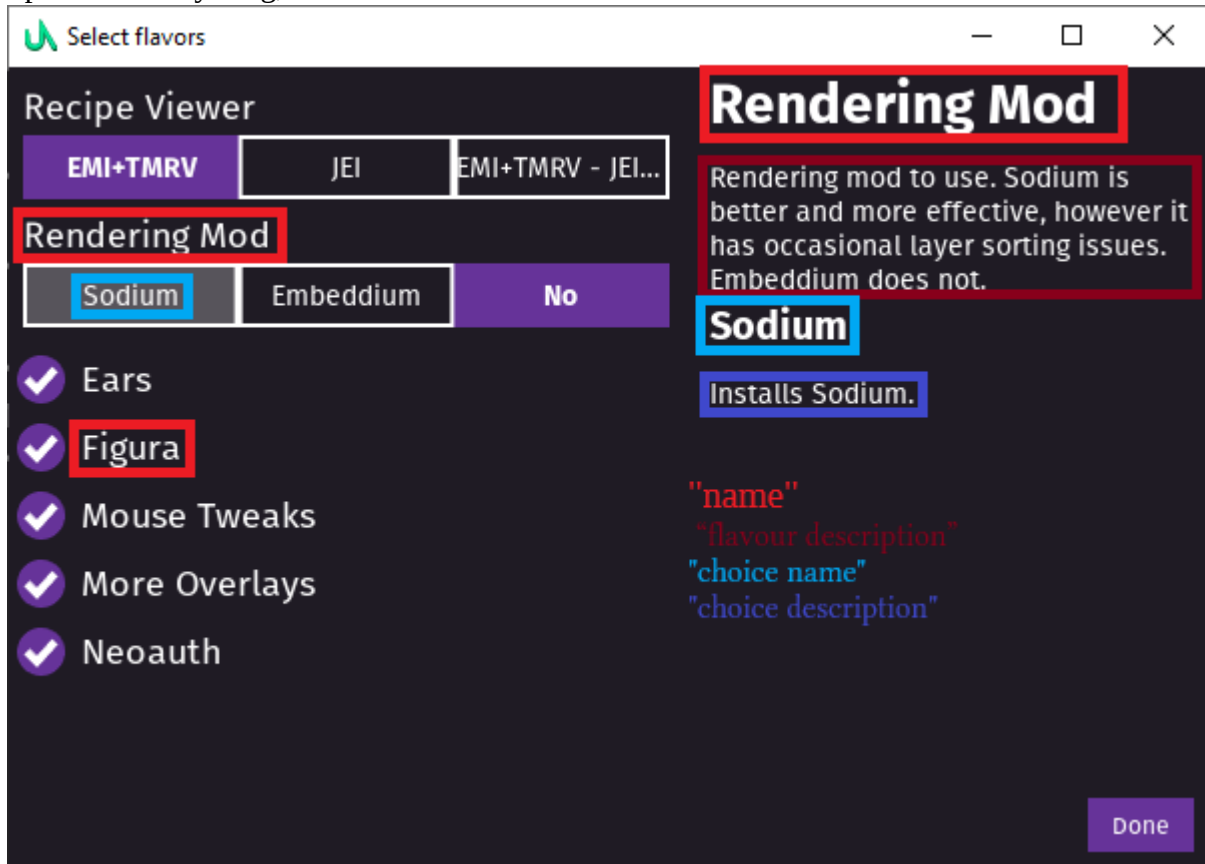 Select flavors
Recipe Viewer
EMI+TMRV
JEI
EMI+TMRV - JEI...
Rendering Mod
Sodium
Embeddium
No
Ears
Figura
Mouse Tweaks
More Overlays
Neoauth
Rendering Mod
Rendering mod to use. Sodium is
better and more effective, however it
has occasional layer sorting issues.
Embeddium does not.
Sodium
Installs Sodium.
"name"
“flavour description”
"choice name"
"choice description"
Done